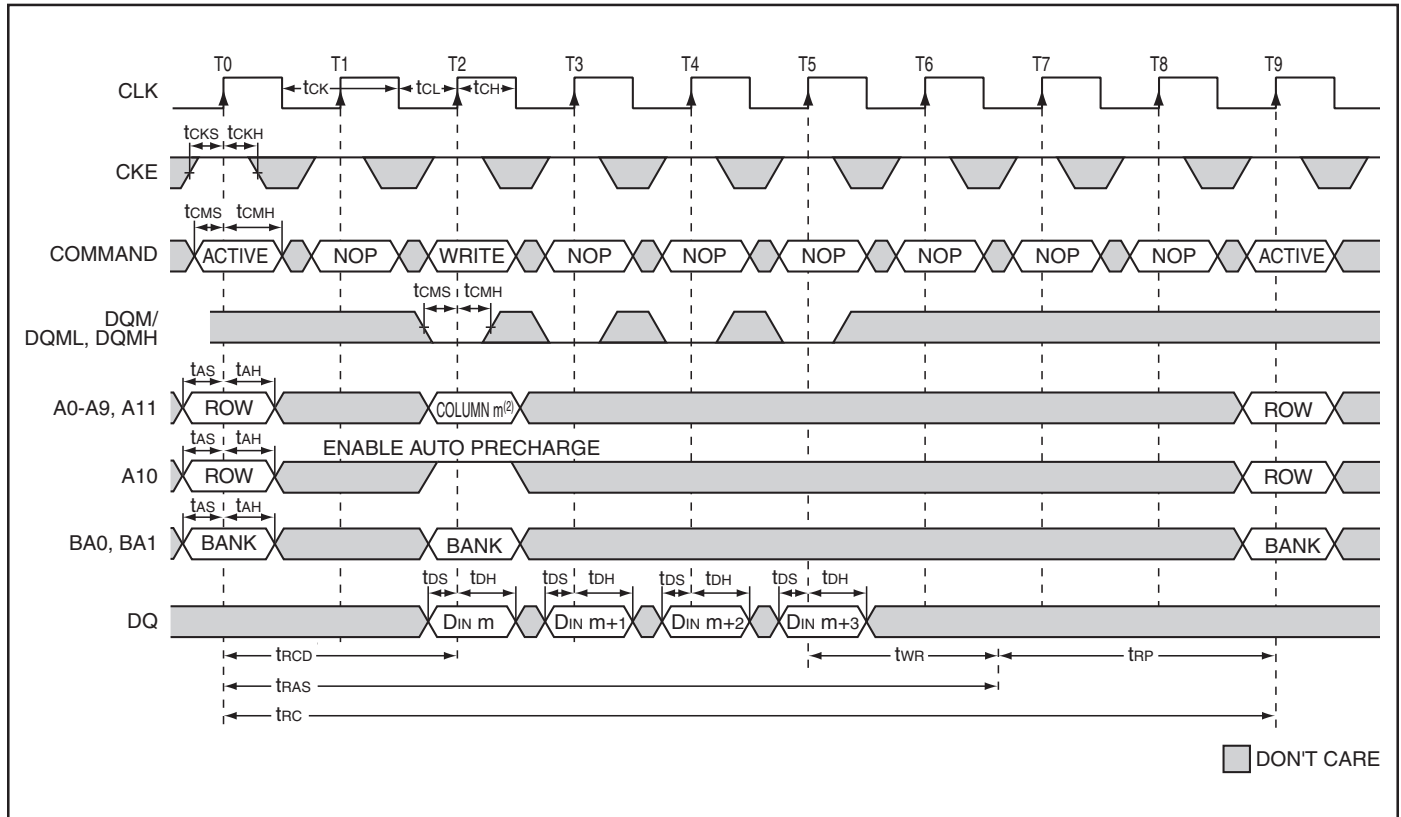 T0 T1 T2 T3 T4 T5 T6 T7 T8 T9
CLK tCK tCL tCH
tCKS tCKH
CKE
tCMS tCMH
COMMAND ACTIVE NOP WRITE NOP NOP NOP NOP NOP NOP ACTIVE
tCMS tCMH
DQM/
DQML, DQMH
tAS tAH
A0-A9, A11 ROW COLUMN m(2) ROW
tAS tAH ENABLE AUTO PRECHARGE
A10 ROW ROW
tAS tAH
BA0, BA1 BANK BANK BANK
tDS tDH tDS tDH tDS tDH tDS tDH
DQ DIN m DIN m+1 DIN m+2 DIN m+3
tRCD tWR tRP
tRAS
tRC
DON'T CARE